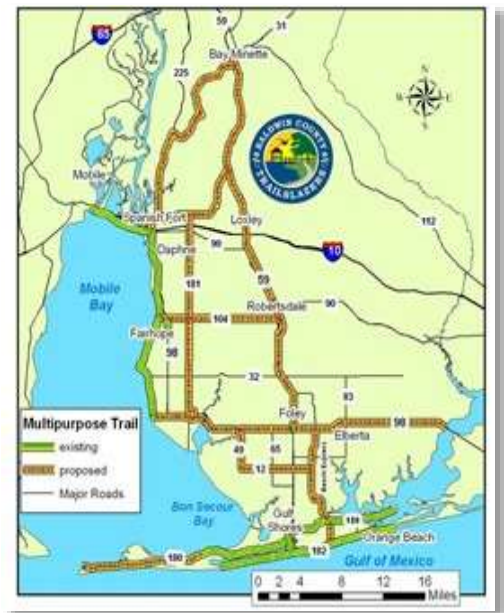 65
59
31
Bay Minette
225
N
W
E
S
BALDWIN COUNTY
TRAILBLAZERS
Mobile
Spanish Fort
Loxley
112
Daphne
90
10
Mobile
Bay
181
59
Robertsdale
90
104
Fairhope
98
32
83
Foley
Multipurpose Trail
existing
proposed
Major Roads
98
Elberta
49
65
12
Beach Express
Bon Secour
Bay
Gulf
Shores
180
182
Orange Beach
180
Gulf of Mexico
0 2 4 8 12 16
Miles